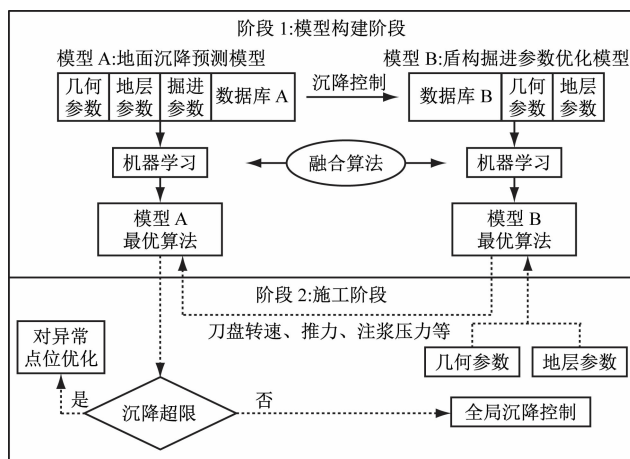 阶段 1:模型构建阶段
模型 A:地面沉降预测模型
模型 B:盾构掘进参数优化模型
几何
参数
地层
参数
掘进
参数
数据库 A
沉降控制
数据库 B
几何
参数
地层
参数
机器学习
融合算法
机器学习
模型 A
最优算法
模型 B
最优算法
阶段 2:施工阶段
刀盘转速、推力、注浆压力等
对异常
点位优化
几何参数
地层参数
是
沉降超限
否
全局沉降控制